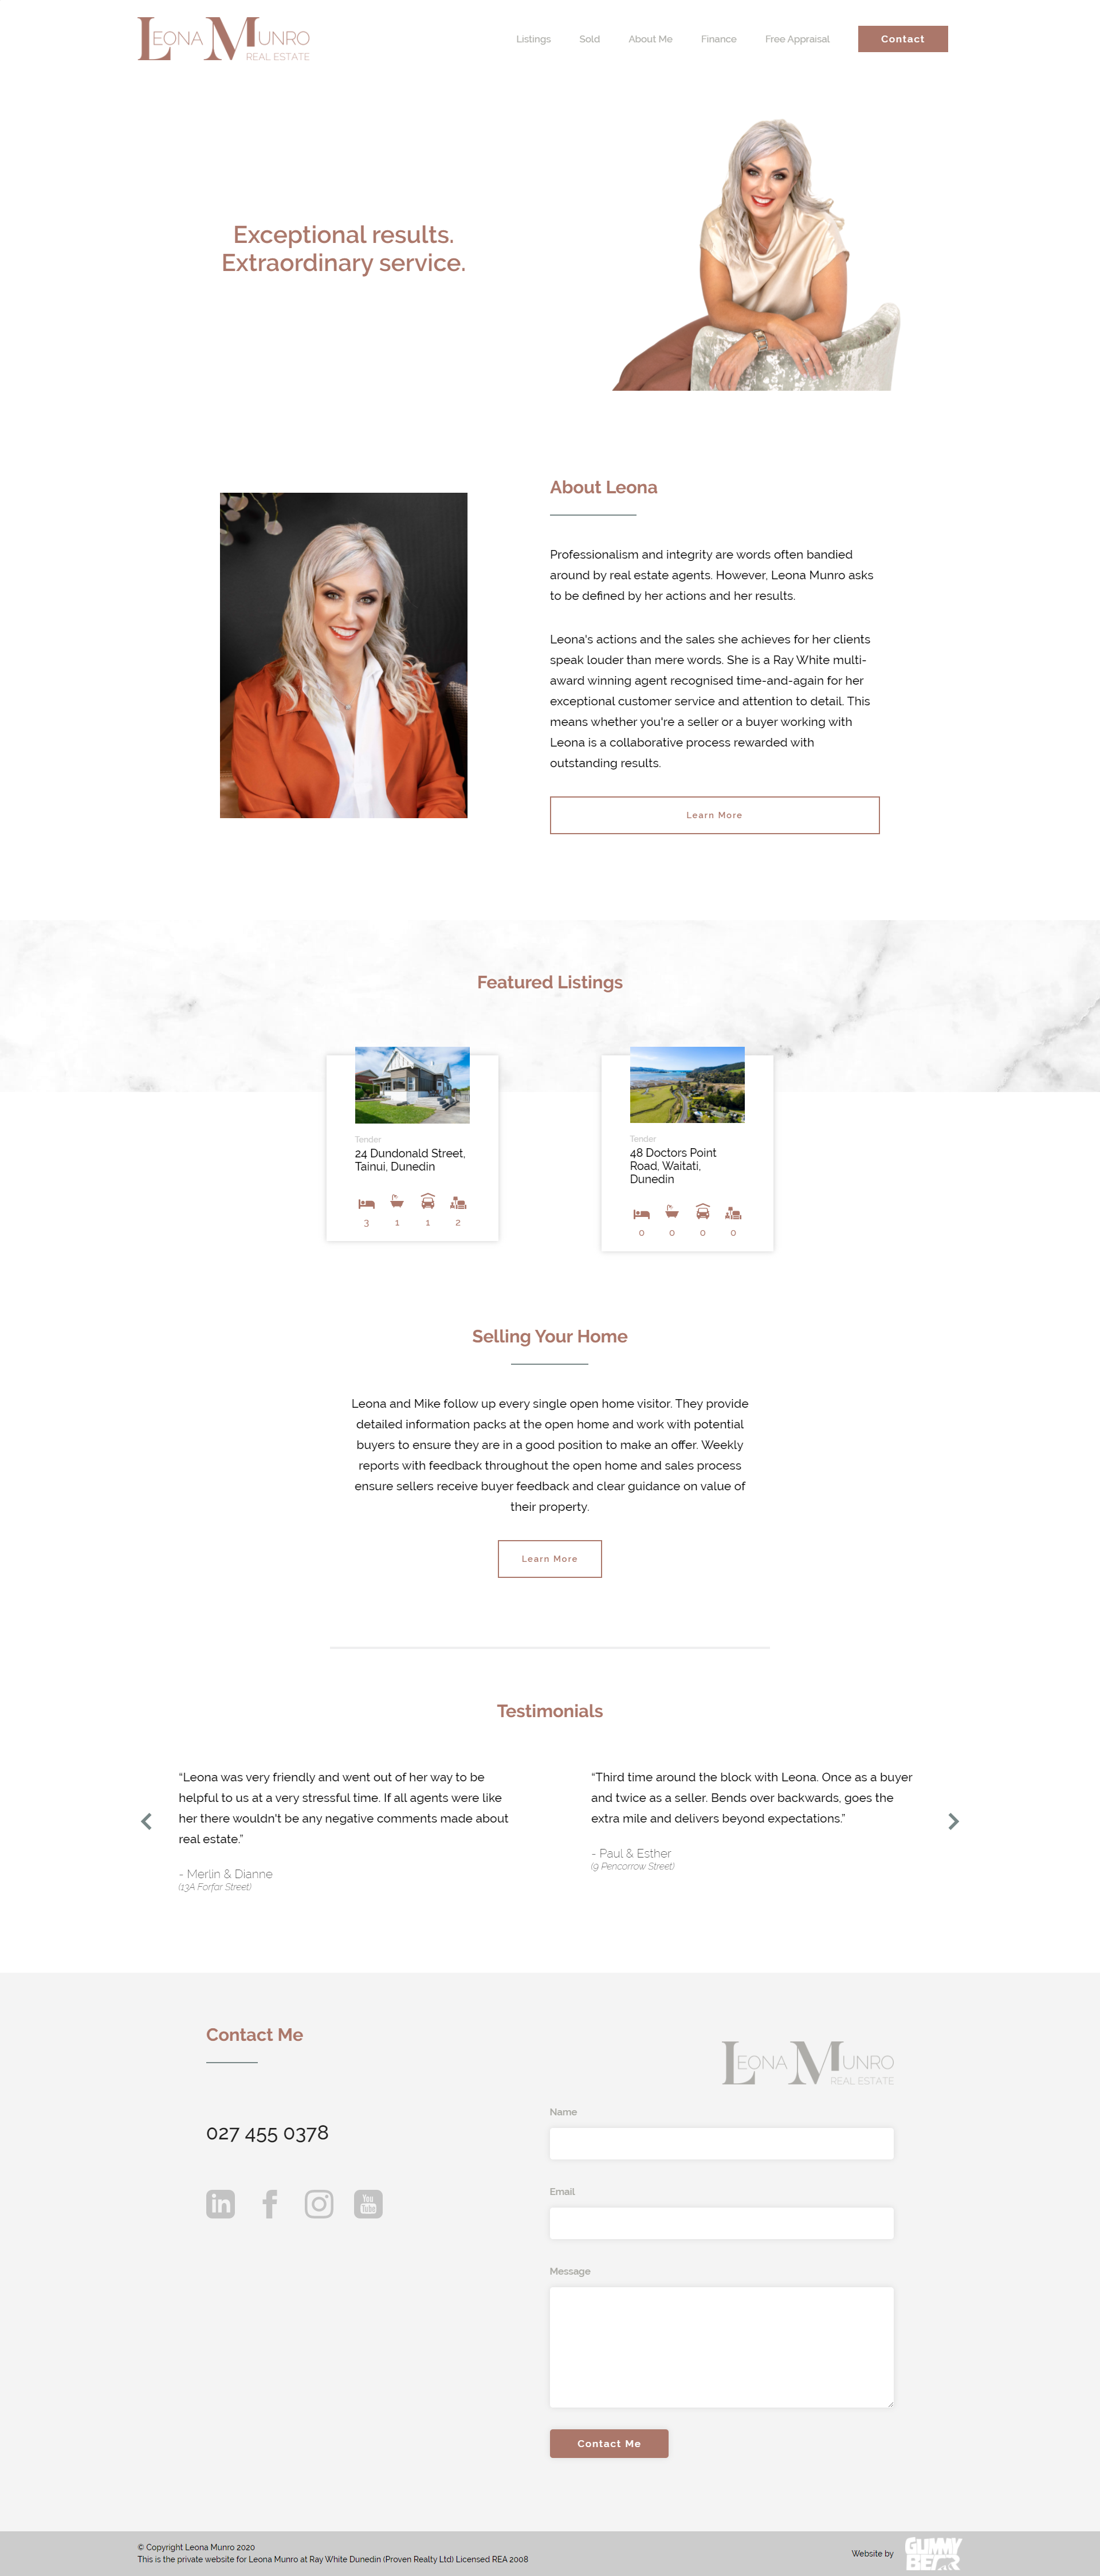 LEONA MUNRO
REAL ESTATE
Listings
Sold
About Me
Finance
Free Appraisal
Contact
Exceptional results.
Extraordinary service.
About Leona
Professionalism and integrity are words often bandied
around by real estate agents. However, Leona Munro asks
to be defined by her actions and her results.
Leona's actions and the sales she achieves for her clients
speak louder than mere words. She is a Ray White multi-
award winning agent recognised time-and-again for her
exceptional customer service and attention to detail. This
means whether you're a seller or a buyer working with
Leona is a collaborative process rewarded with
outstanding results.
Learn More
Featured Listings
Tender
24 Dundonald Street,
Tainui, Dunedin
3 1 1 2
Tender
48 Doctors Point
Road, Waitati,
Dunedin
0 0 0 0
Selling Your Home
Leona and Mike follow up every single open home visitor. They provide
detailed information packs at the open home and work with potential
buyers to ensure they are in a good position to make an offer. Weekly
reports with feedback throughout the open home and sales process
ensure sellers receive buyer feedback and clear guidance on value of
their property.
Learn More
Testimonials
“Leona was very friendly and went out of her way to be
helpful to us at a very stressful time. If all agents were like
her there wouldn't be any negative comments made about
real estate.”
- Merlin & Dianne
(13A Forfar Street)
“Third time around the block with Leona. Once as a buyer
and twice as a seller. Bends over backwards, goes the
extra mile and delivers beyond expectations.”
- Paul & Esther
(9 Pencorrow Street)
Contact Me
027 455 0378
in
f
You
Tube
LEONA MUNRO
REAL ESTATE
Name
Email
Message
Contact Me
© Copyright Leona Munro 2020
This is the private website for Leona Munro at Ray White Dunedin (Proven Realty Ltd) Licensed REA 2008
Website by
GUMMY
BEAR